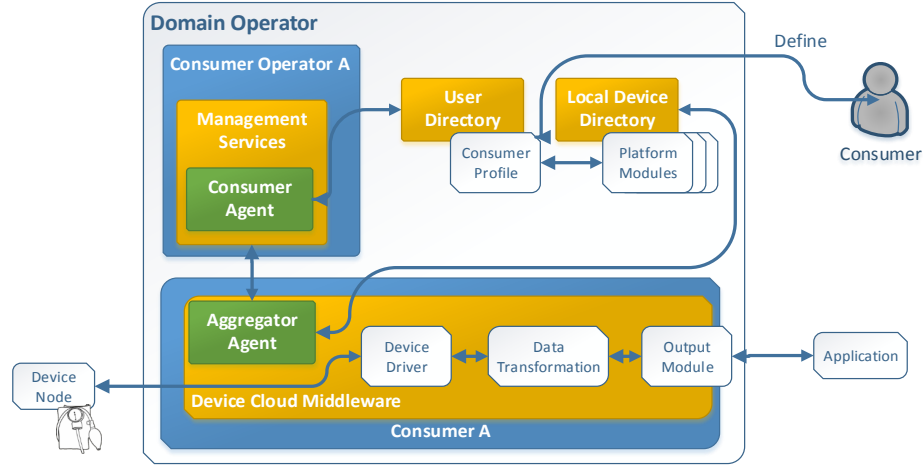 Domain Operator
Define
Consumer Operator A
User
Directory
Local Device
Directory
Management
Services
Consumer
Profile
Platform
Modules
Consumer
Consumer
Agent
Aggregator
Agent
Device
Driver
Data
Transformation
Output
Module
Application
Device
Node
Device Cloud Middleware
Consumer A